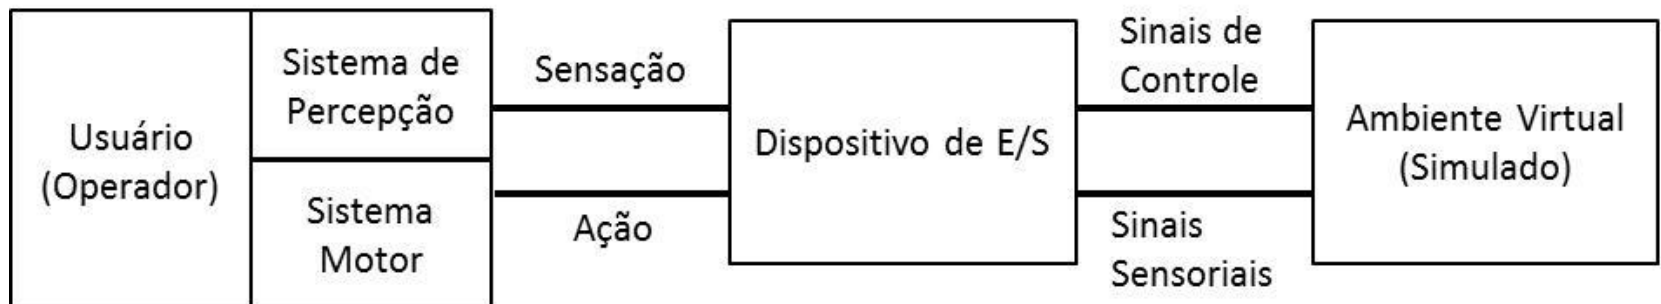 Usuário
(Operador)
Sistema de
Percepção
Sistema
Motor
Sensação
Ação
Dispositivo de E/S
Sinais de
Controle
Sinais
Sensoriais
Ambiente Virtual
(Simulado)